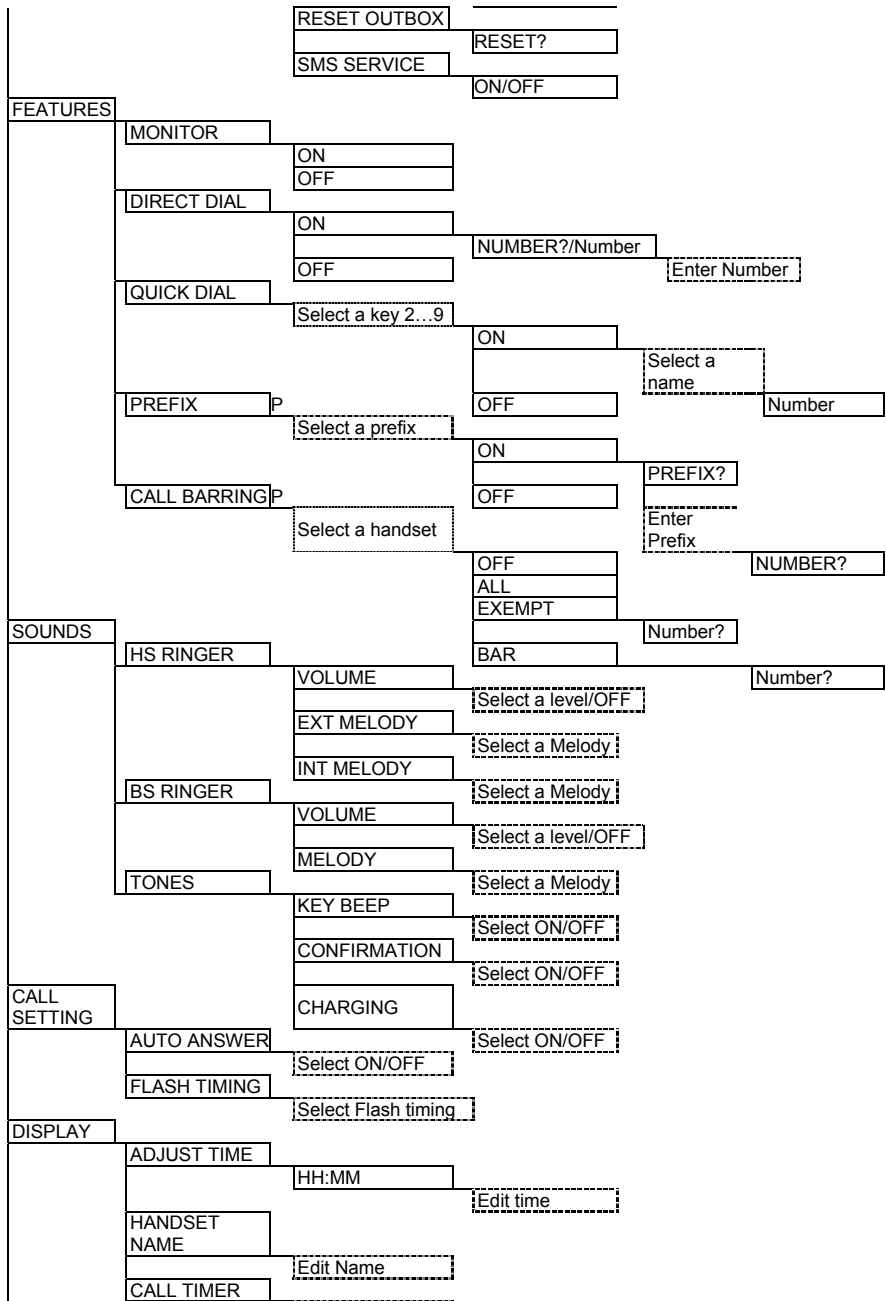 RESET OUTBOX
RESET?
SMS SERVICE
ON/OFF
FEATURES
MONITOR
ON
OFF
DIRECT DIAL
ON
NUMBER?/Number
OFF
Enter Number
QUICK DIAL
Select a key 2…9
ON
Select a
name
PREFIX
P
OFF
Number
Select a prefix
ON
PREFIX?
CALL BARRING
P
OFF
Select a handset
Enter
Prefix
OFF
NUMBER?
ALL
EXEMPT
SOUNDS
Number?
HS RINGER
BAR
VOLUME
Number?
Select a level/OFF
EXT MELODY
Select a Melody
INT MELODY
BS RINGER
Select a Melody
VOLUME
Select a level/OFF
MELODY
TONES
Select a Melody
KEY BEEP
Select ON/OFF
CONFIRMATION
Select ON/OFF
CALL
SETTING
CHARGING
AUTO ANSWER
Select ON/OFF
Select ON/OFF
FLASH TIMING
Select Flash timing
DISPLAY
ADJUST TIME
HH:MM
Edit time
HANDSET
NAME
Edit Name
CALL TIMER